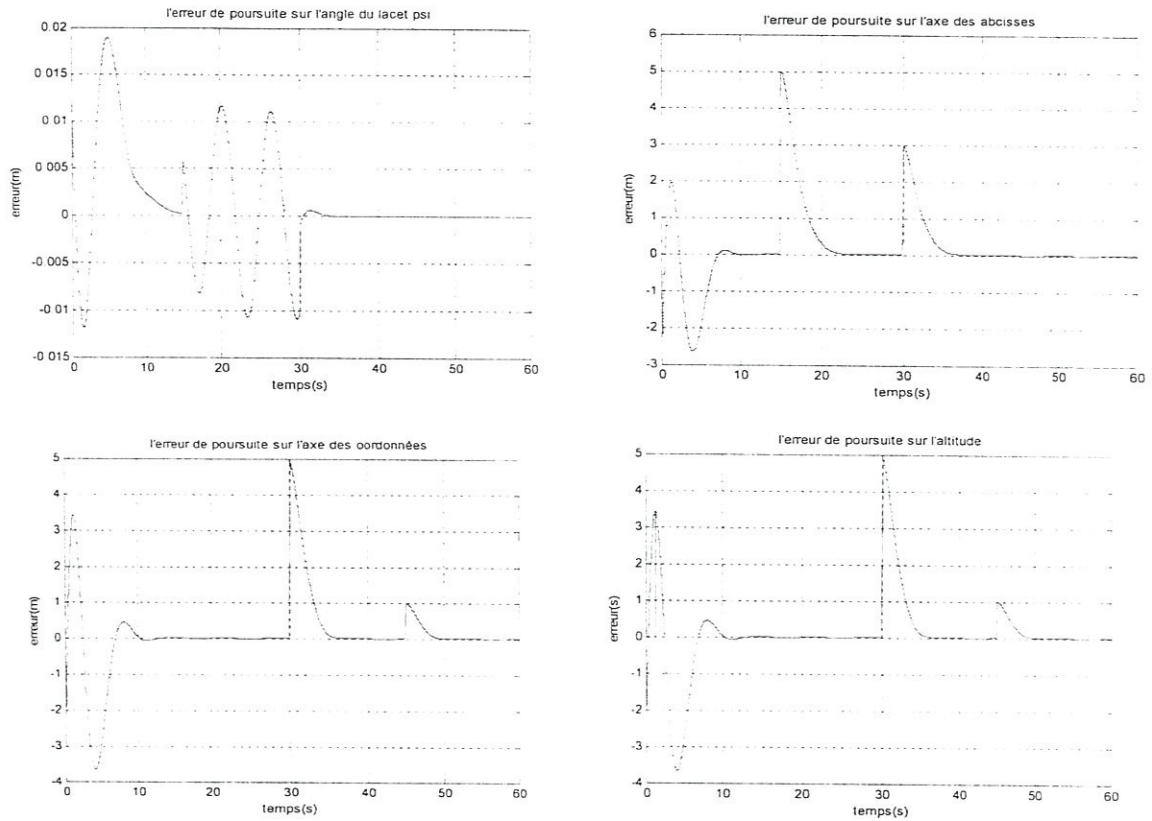 l'erreur de poursuite sur l'angle du lacet psi
0.02
0.015
0.01
0.005
0
-0.005
-0.01
-0.015
erreur(m)
0 10 20 30 40 50 60
temps(s)
l'erreur de poursuite sur l'axe des abcisses
6
5
4
3
2
1
0
-1
-2
-3
erreur(m)
0 10 20 30 40 50 60
temps(s)
l'erreur de poursuite sur l'axe des oordonnées
5
4
3
2
1
0
-1
-2
-3
-4
erreur(m)
0 10 20 30 40 50 60
temps(s)
l'erreur de poursuite sur l'altitude
5
4
3
2
1
0
-1
-2
-3
-4
erreur(s)
0 10 20 30 40 50 60
temps(s)